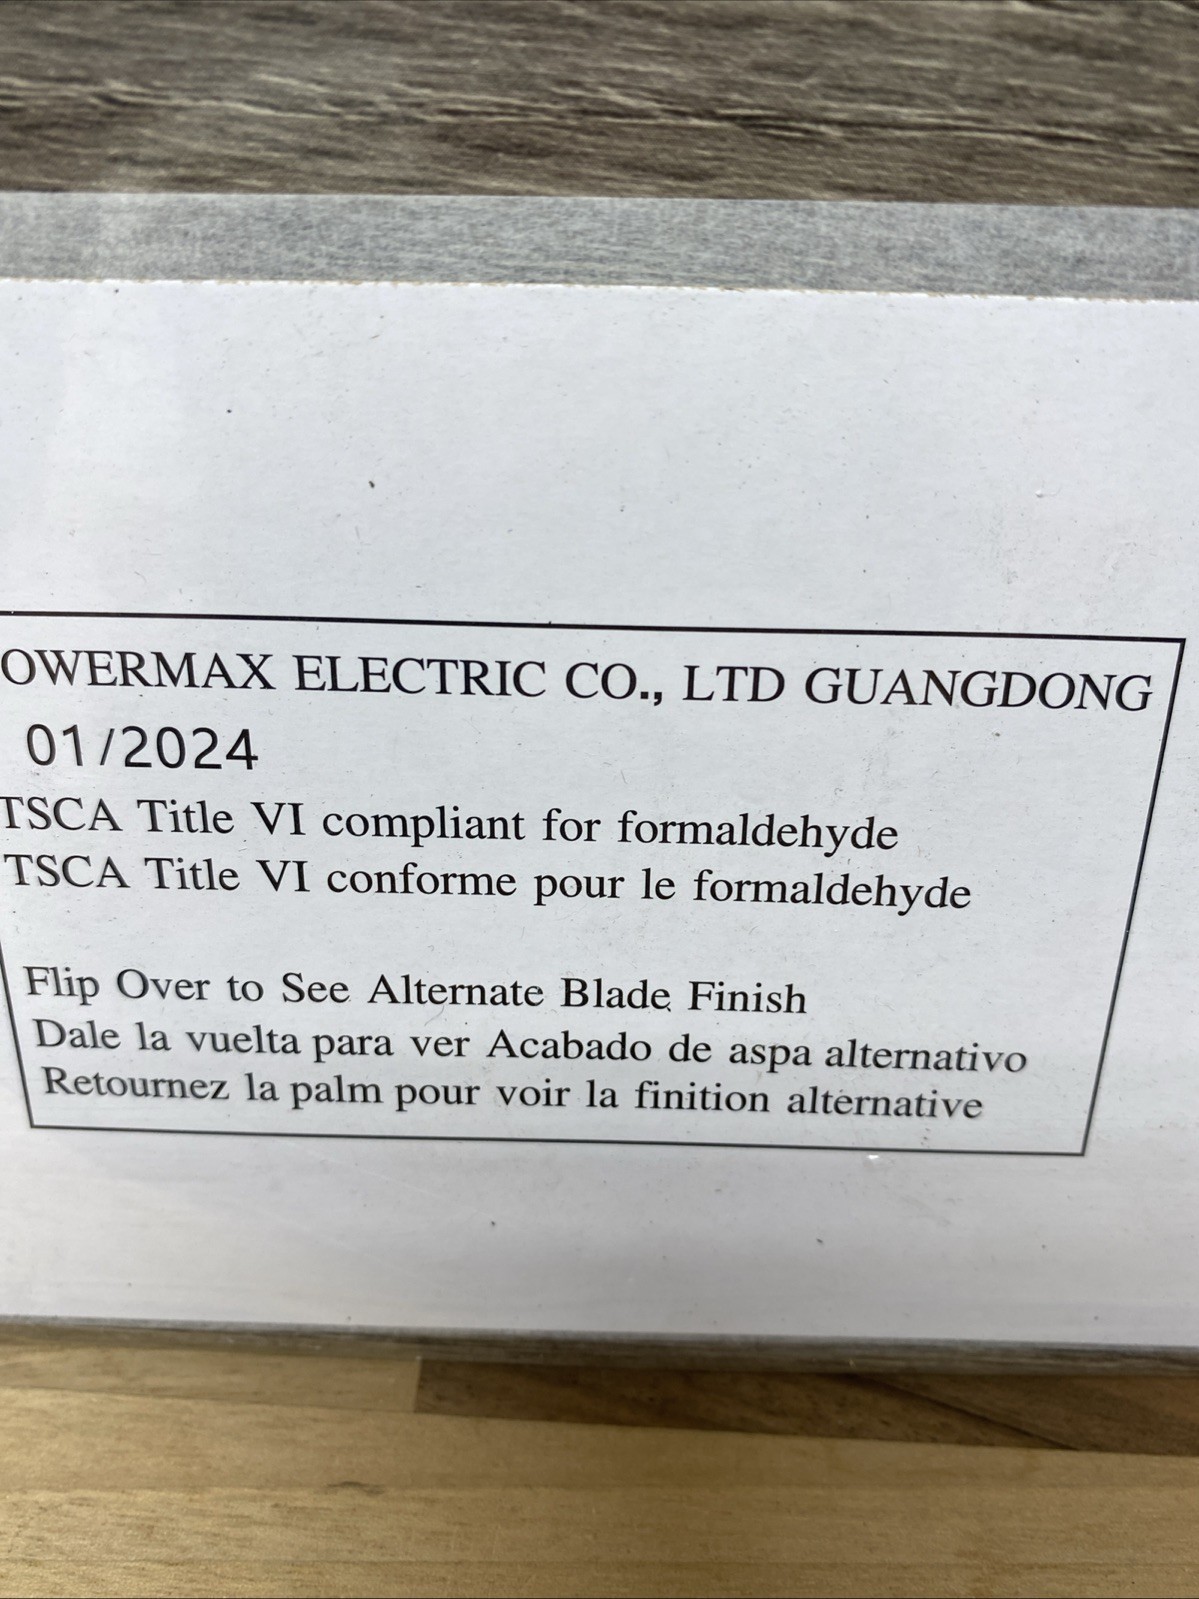 OWERMAX ELECTRIC CO., LTD GUANGDONG
01/2024
TSCA Title VI compliant for formaldehyde
TSCA Title VI conforme pour le formaldehyde
Flip Over to See Alternate Blade Finish
Dale la vuelta para ver Acabado de aspa alternativo
Retournez la palm pour voir la finition alternative